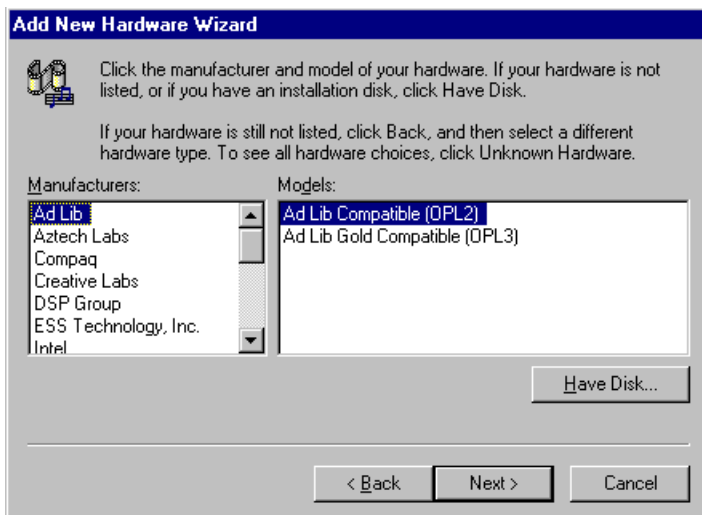 Add New Hardware Wizard
Click the manufacturer and model of your hardware. If your hardware is not
listed, or if you have an installation disk, click Have Disk.
If your hardware is still not listed, click Back, and then select a different
hardware type. To see all hardware choices, click Unknown Hardware.
Manufacturers:
Ad Lib
Aztech Labs
Compaq
Creative Labs
DSP Group
ESS Technology, Inc.
Intel
Models:
Ad Lib Compatible (OPL2)
Ad Lib Gold Compatible (OPL3)
Have Disk...
< Back
Next >
Cancel